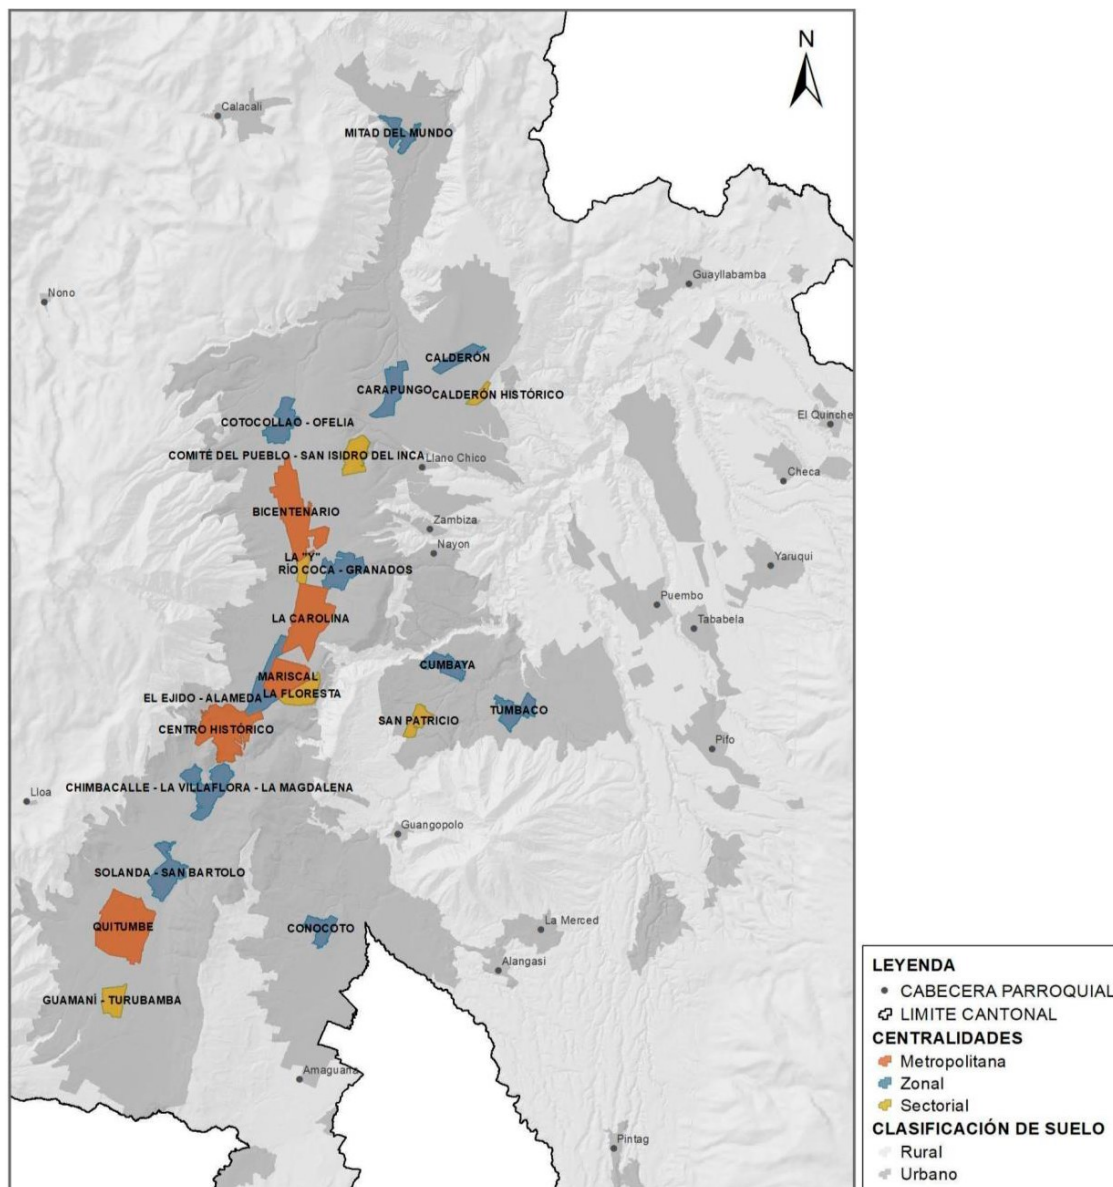 N
Calacali
MITAD DEL MUNDO
Guayllabamba
Nono
CALDERÓN
CARAPUNGO
CALDERÓN HISTÓRICO
El Quinche
COTOCOLLAO - OFELIA
COMITÉ DEL PUEBLO - SAN ISIDRO DEL INCA
Llano Chico
Checa
BICENTENARIO
Zambiza
Nayon
LA "Y"
RÍO COCA - GRANADOS
Yaruqui
Puembo
LA CAROLINA
Tababela
CUMBAYA
MARISCAL
LA FLORESTA
EL EJIDO - ALAMEDA
TUMBACO
SAN PATRICIO
CENTRO HISTÓRICO
Pifo
CHIMBACALLE - LA VILLAFLORA - LA MAGDALENA
Lloa
Guangopolo
SOLANDA - SAN BARTOLO
La Merced
QUITUMBE
CONOCOTO
Alangasi
GUAMANÍ - TURUBAMBA
Amaguaña
Pintag
LEYENDA
CABECERA PARROQUIAL
LIMITE CANTONAL
CENTRALIDADES
Metropolitana
Zonal
Sectorial
CLASIFICACIÓN DE SUELO
Rural
Urbano